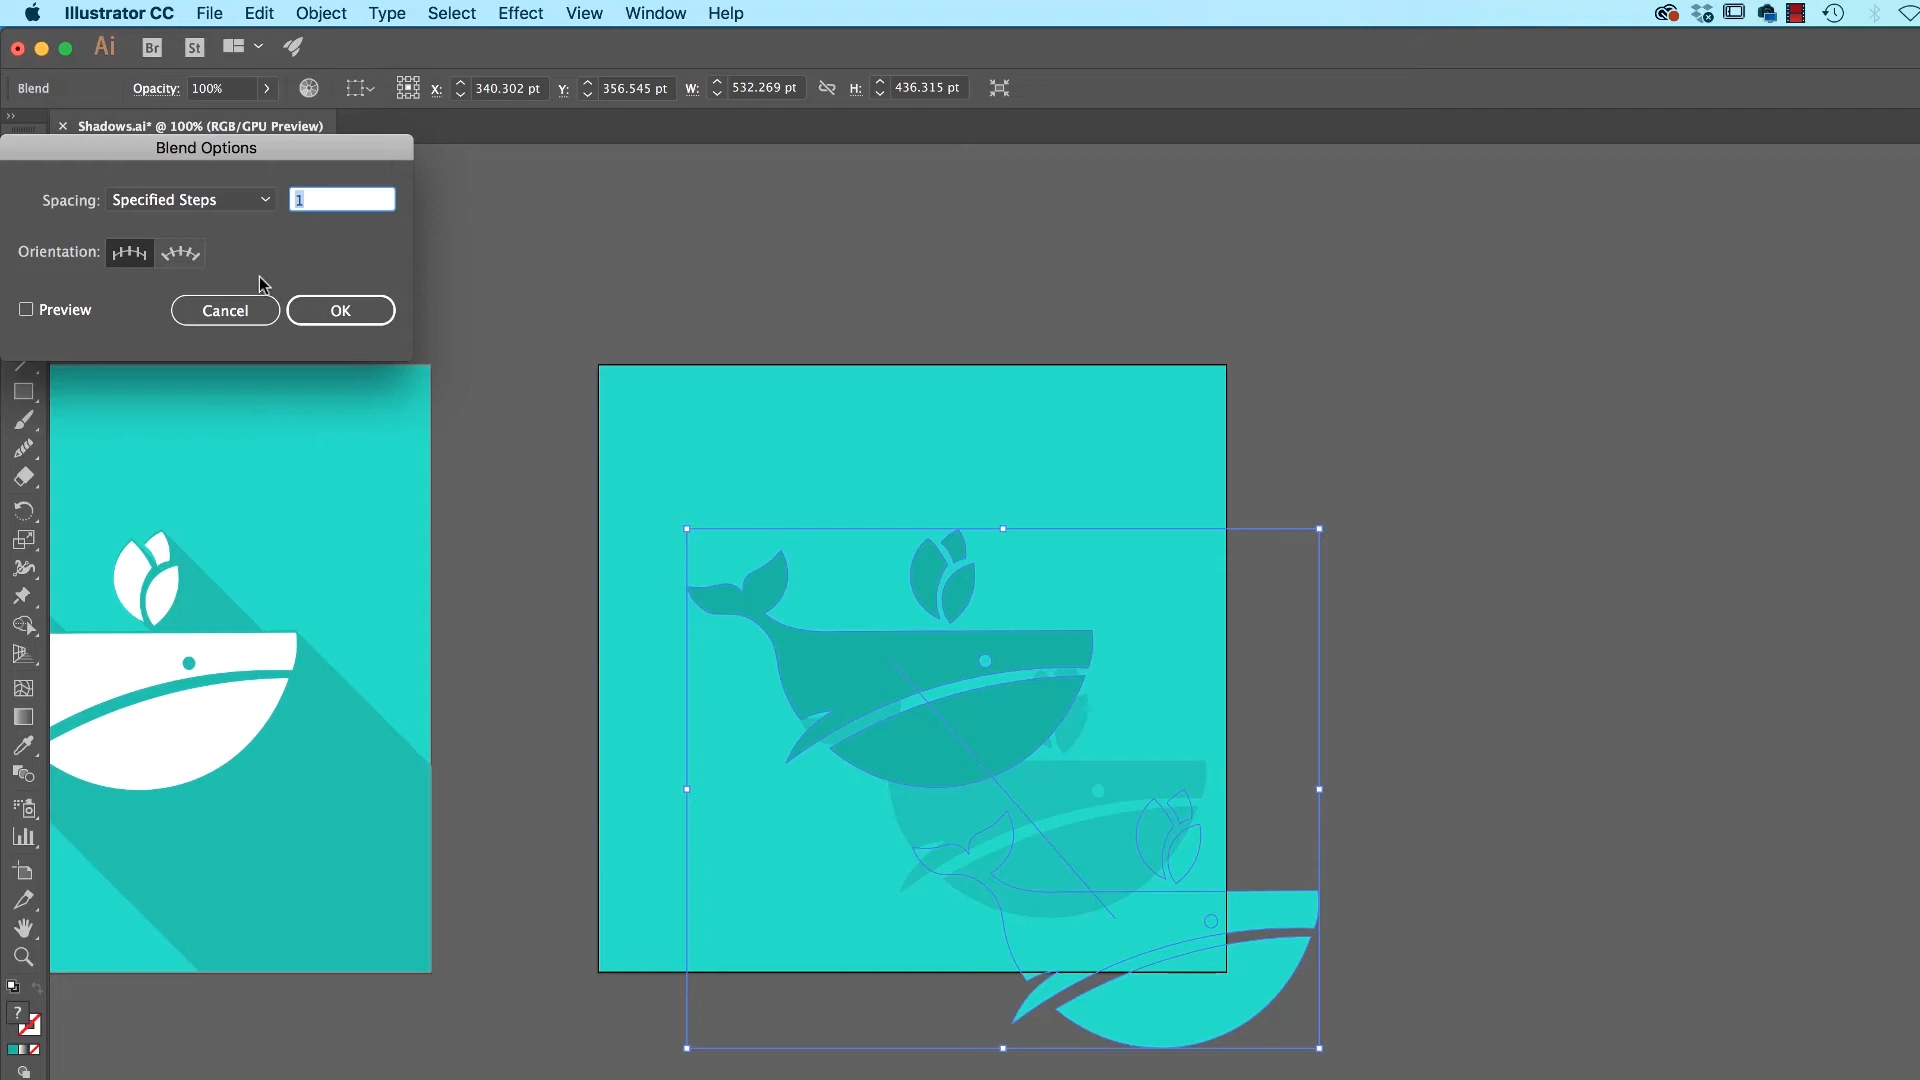 Illustrator CC File Edit Object Type Select Effect View Window Help
Ai Br St
Blend Opacity: 100% X: 340.302 pt Y: 356.545 pt W: 532.269 pt H: 436.315 pt
Shadows.ai* @ 100% (RGB/GPU Preview)
Blend Options
Spacing: Specified Steps 1
Orientation:
Preview Cancel OK
?